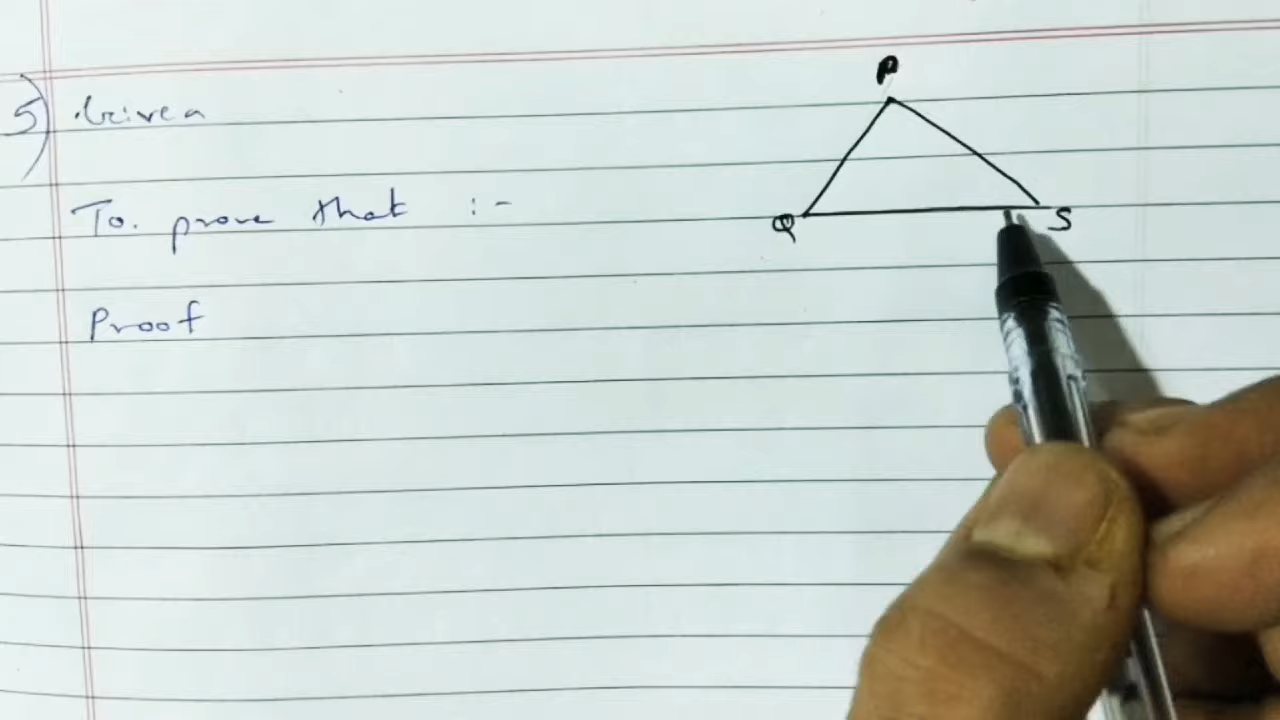 5) Given
To. prove that :-
Proof
P
Q
S